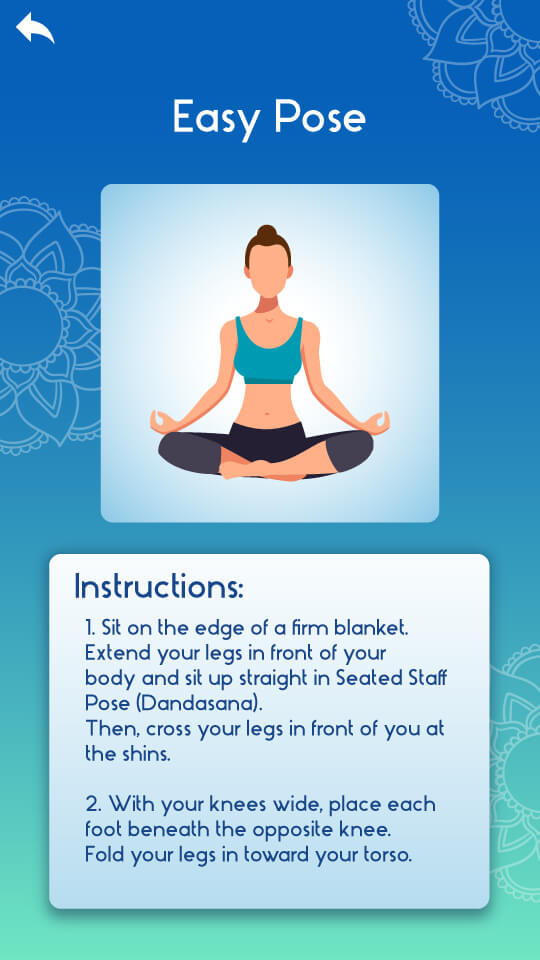 Easy Pose
Instructions:
1. Sit on the edge of a firm blanket.
Extend your legs in front of your
body and sit up straight in Seated Staff
Pose (Dandasana).
Then, cross your legs in front of you at
the shins.
2. With your knees wide, place each
foot beneath the opposite knee.
Fold your legs in toward your torso.